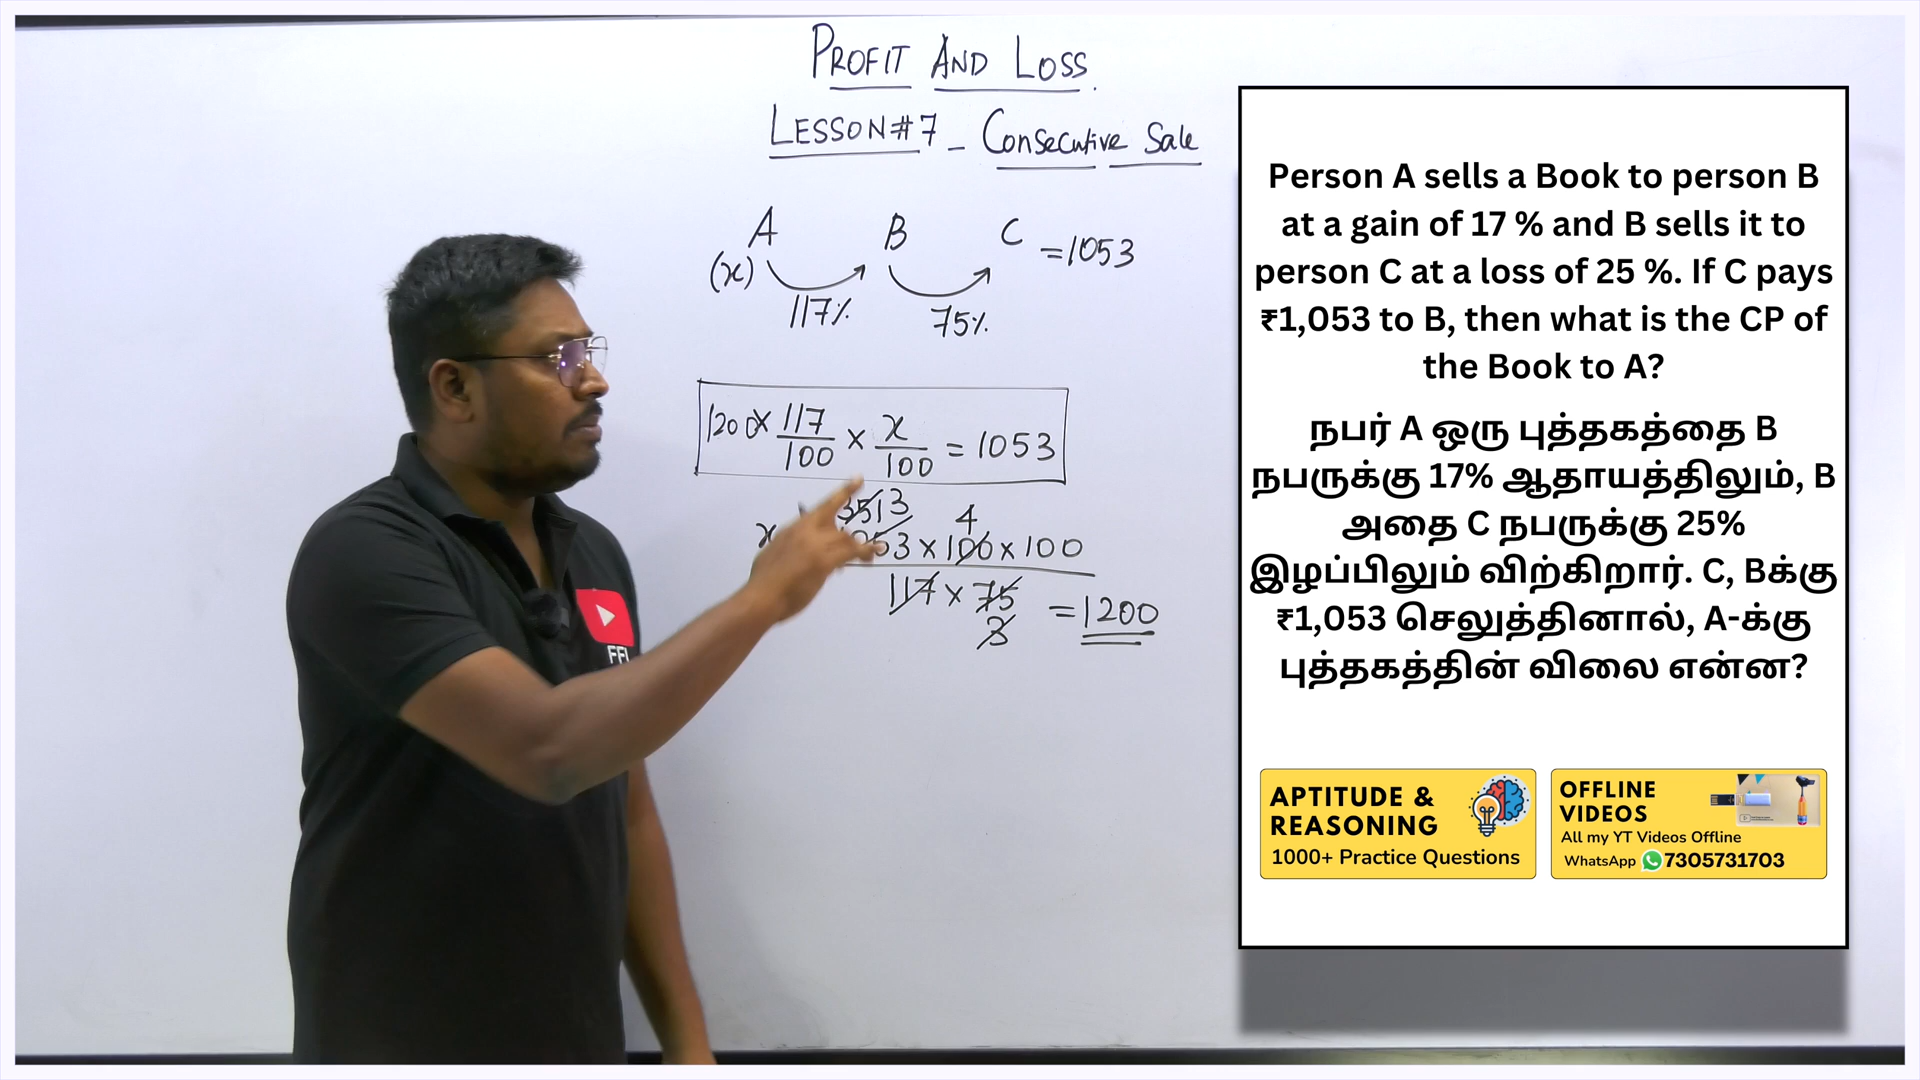 PROFIT AND LOSS.
LESSON#7 - Consecutive Sale
A B C =1053
(x)
117% 75%
1200 × 117/100 × x/100 = 1053
3513 4
053 × 100 × 100
117 × 75 = 1200
3
Person A sells a Book to person B
at a gain of 17 % and B sells it to
person C at a loss of 25 %. If C pays
₹1,053 to B, then what is the CP of
the Book to A?
நபர் A ஒரு புத்தகத்தை B
நபருக்கு 17% ஆதாயத்திலும், B
அதை C நபருக்கு 25%
இழப்பிலும் விற்கிறார். C, Bக்கு
₹1,053 செலுத்தினால், A-க்கு
புத்தகத்தின் விலை என்ன?
APTITUDE &
REASONING
1000+ Practice Questions
OFFLINE
VIDEOS
All my YT Videos Offline
WhatsApp 7305731703